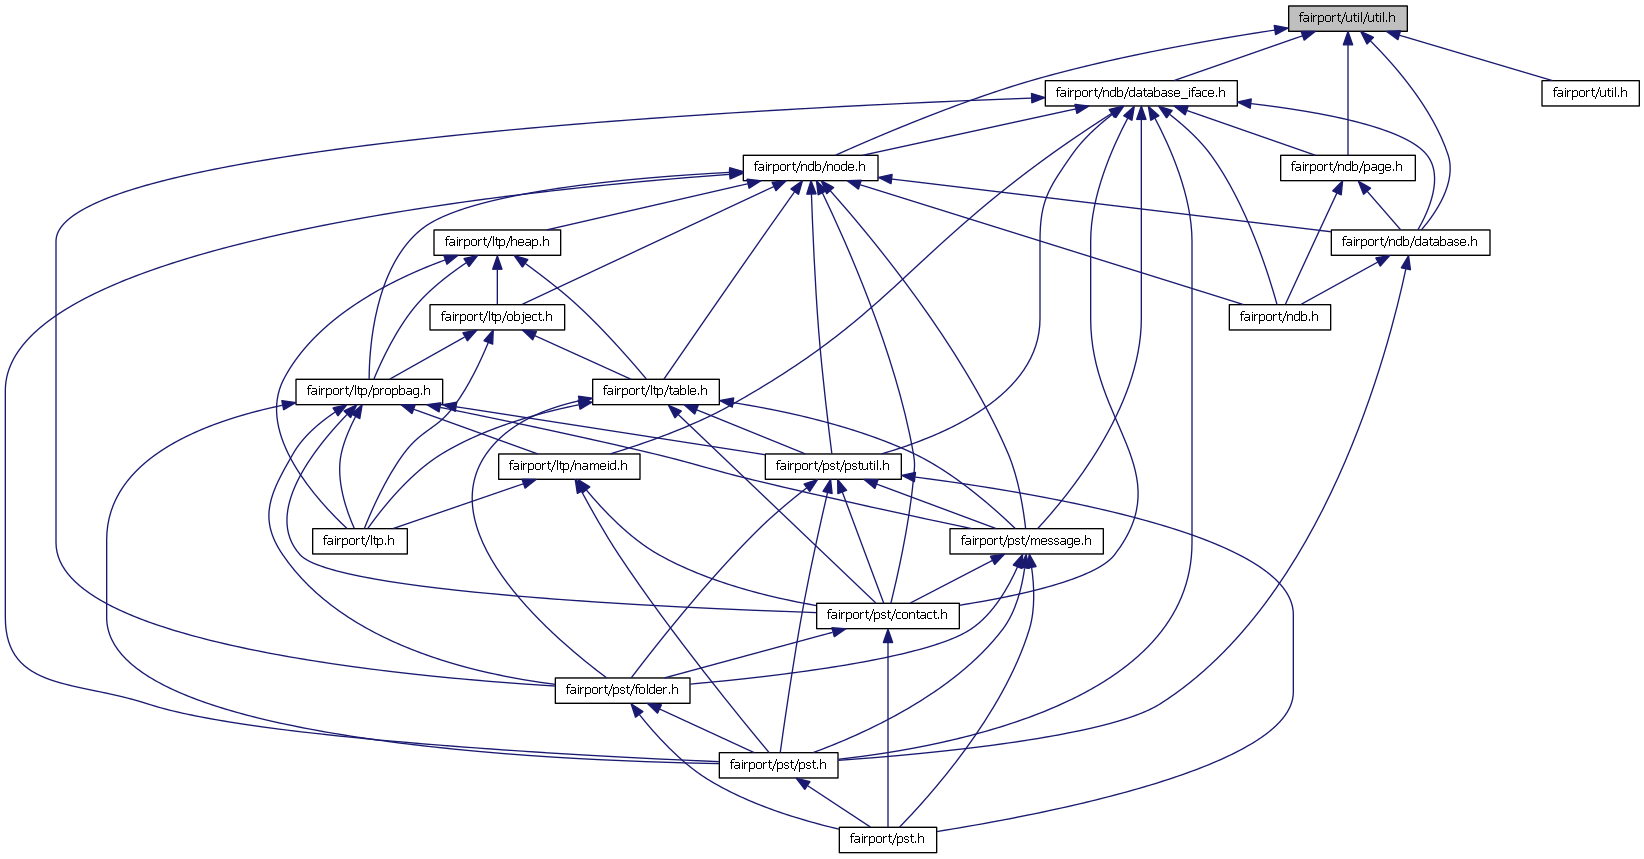 fairport/util/util.h
fairport/ndb/database_iface.h
fairport/util.h
fairport/ndb/node.h
fairport/ndb/page.h
fairport/ltp/heap.h
fairport/ndb/database.h
fairport/ltp/object.h
fairport/ndb.h
fairport/ltp/propbag.h
fairport/ltp/table.h
fairport/ltp/nameid.h
fairport/pst/pstutil.h
fairport/ltp.h
fairport/pst/message.h
fairport/pst/contact.h
fairport/pst/folder.h
fairport/pst/pst.h
fairport/pst.h